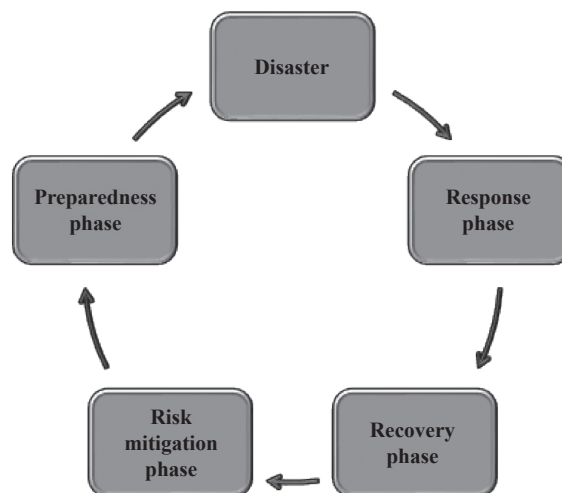 Disaster
Response
phase
Recovery
phase
Risk
mitigation
phase
Preparedness
phase